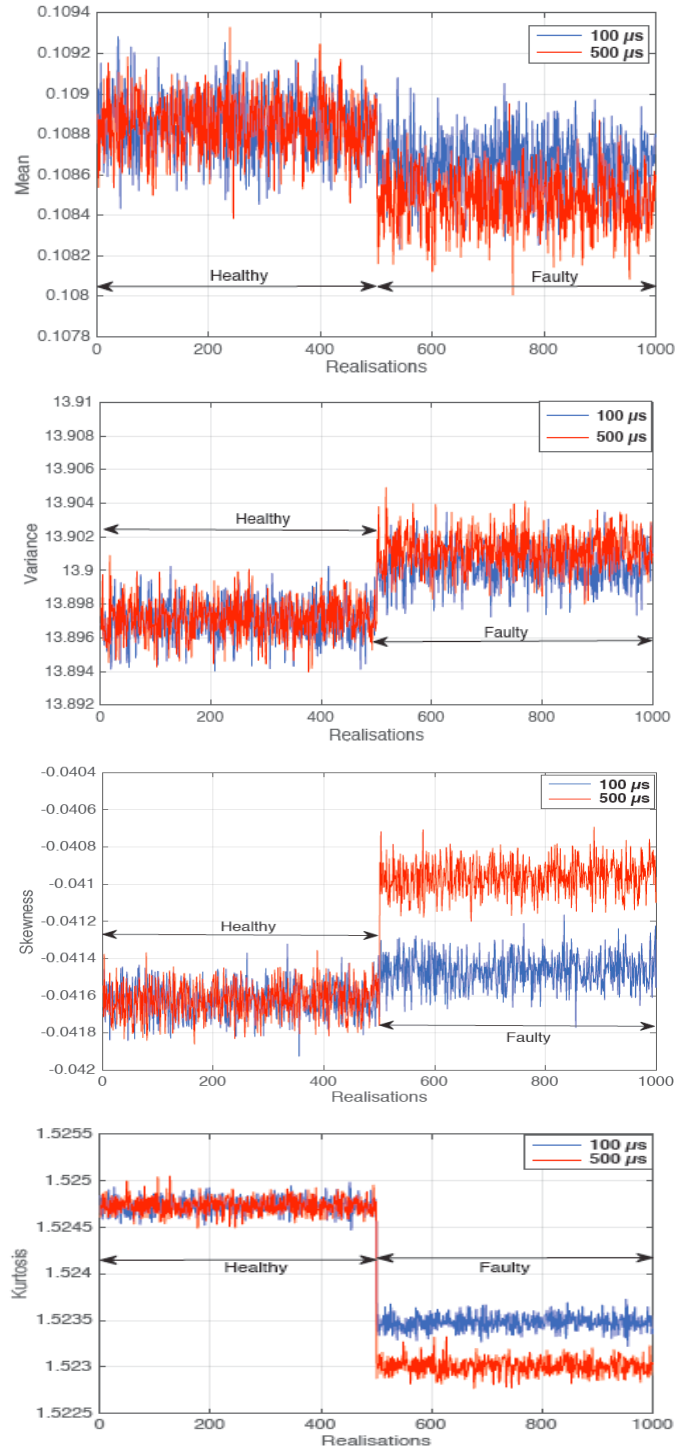 0.1094
0.1092
0.109
0.1088
0.1086
0.1084
0.1082
0.108
0.1078
Mean
100 µs
500 µs
Healthy
Faulty
0 200 400 600 800 1000
Realisations
13.91
13.908
13.906
13.904
13.902
13.9
13.898
13.896
13.894
13.892
Variance
100 µs
500 µs
Healthy
Faulty
0 200 400 600 800 1000
Realisations
-0.0404
-0.0406
-0.0408
-0.041
-0.0412
-0.0414
-0.0416
-0.0418
-0.042
Skewness
100 µs
500 µs
Healthy
Faulty
0 200 400 600 800 1000
Realisations
1.5255
1.525
1.5245
1.524
1.5235
1.523
1.5225
Kurtosis
100 µs
500 µs
Healthy
Faulty
0 200 400 600 800 1000
Realisations